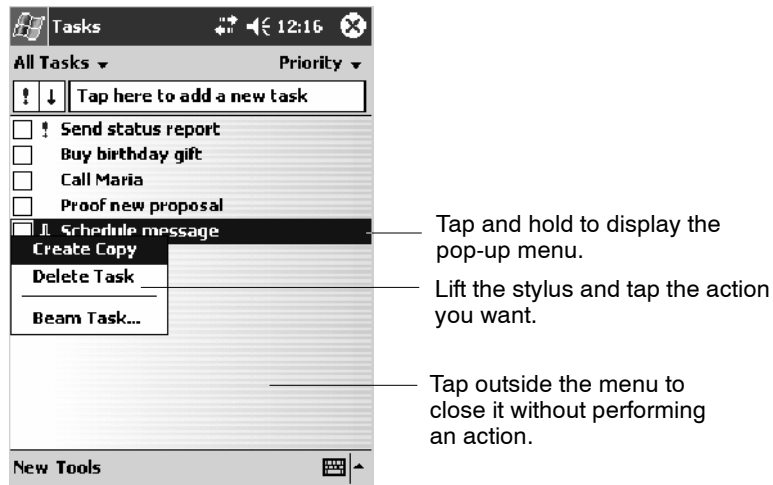 Tasks 12:16
All Tasks Priority
! ↓ Tap here to add a new task
! Send status report
Buy birthday gift
Call Maria
Proof new proposal
↓ Schedule message
Create Copy
Delete Task
Beam Task...
New Tools
Tap and hold to display the
pop-up menu.
Lift the stylus and tap the action
you want.
Tap outside the menu to
close it without performing
an action.